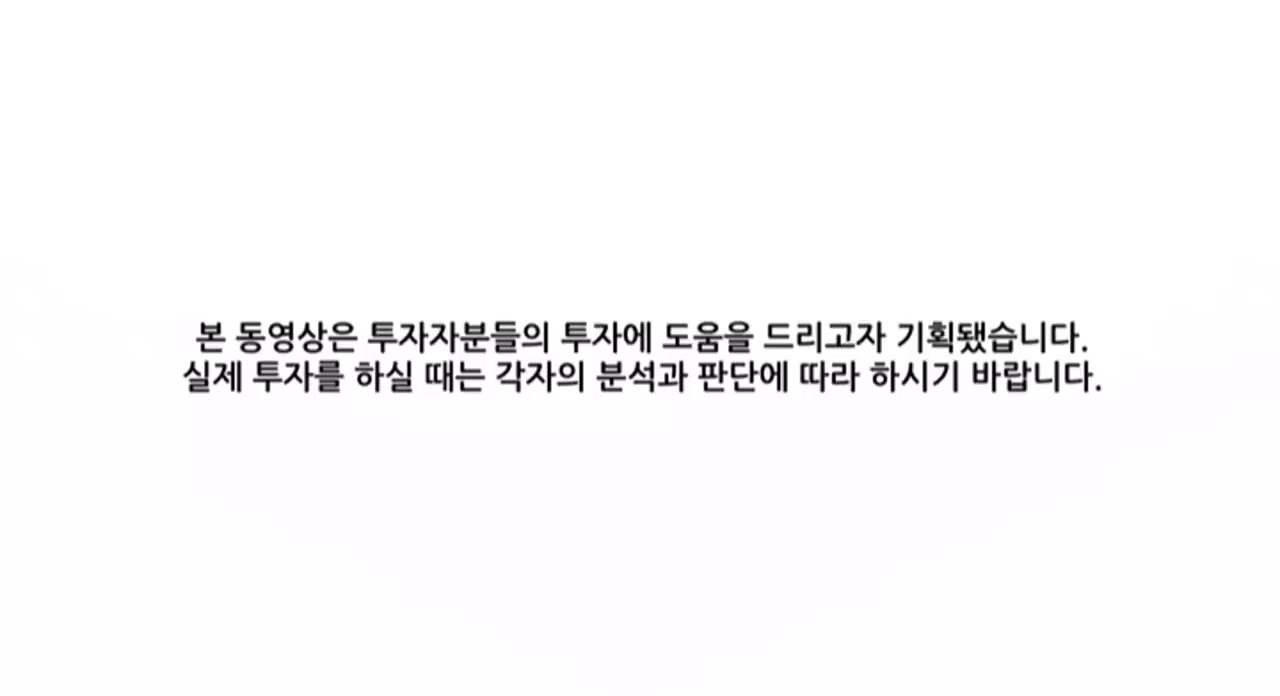 본 동영상은 투자자분들의 투자에 도움을 드리고자 기획됐습니다.
실제 투자를 하실 때는 각자의 분석과 판단에 따라 하시기 바랍니다.